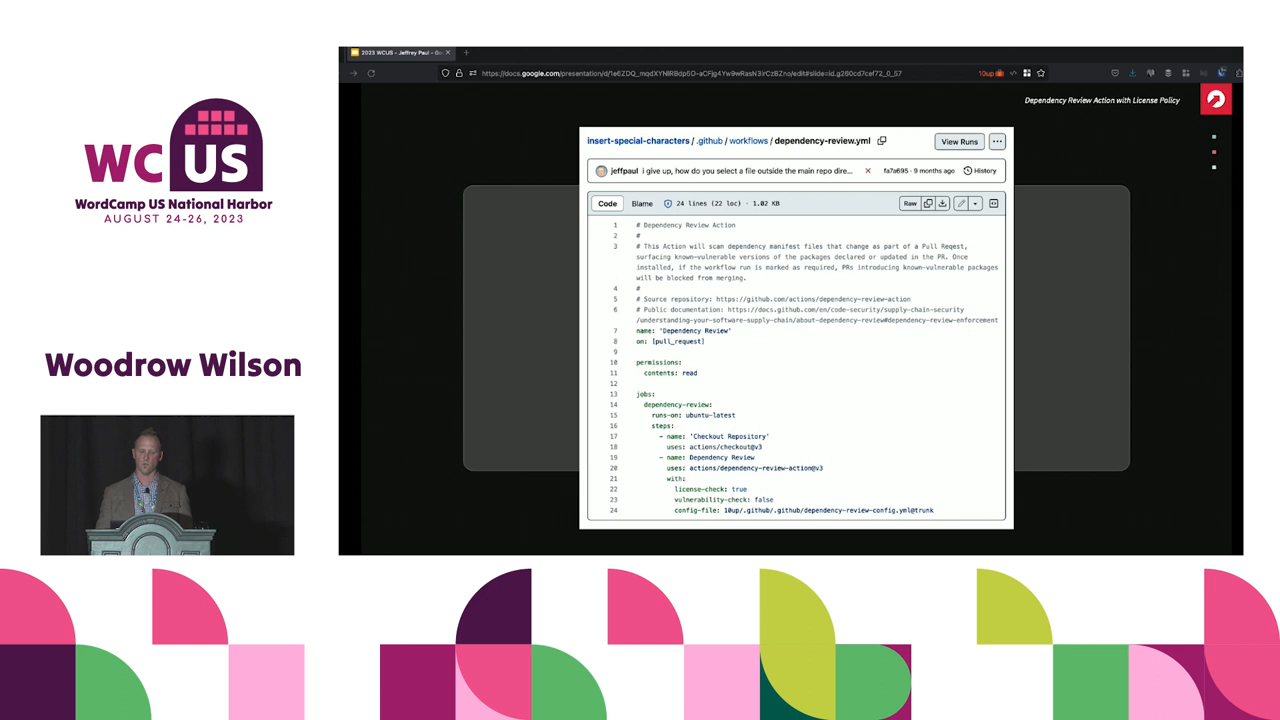 WC US
WordCamp US National Harbor
AUGUST 24-26, 2023
Woodrow Wilson
2023 WCUS - Jeffrey Paul - Go
Dependency Review Action with License Policy
insert-special-characters / .github / workflows / dependency-review.yml
View Runs
jeffpaul i give up, how do you select a file outside the main repo dire...
fa7a695 · 9 months ago
History
Code
Blame
24 lines (22 loc) · 1.02 KB
Raw
1 # Dependency Review Action
2 #
3 # This Action will scan dependency manifest files that change as part of a Pull Reqest,
surfacing known-vulnerable versions of the packages declared or updated in the PR. Once
installed, if the workflow run is marked as required, PRs introducing known-vulnerable packages
will be blocked from merging.
4 #
5 # Source repository: https://github.com/actions/dependency-review-action
6 # Public documentation: https://docs.github.com/en/code-security/supply-chain-security
/understanding-your-software-supply-chain/about-dependency-review#dependency-review-enforcement
7 name: 'Dependency Review'
8 on: [pull_request]
9
10 permissions:
11 contents: read
12
13 jobs:
14 dependency-review:
15 runs-on: ubuntu-latest
16 steps:
17 - name: 'Checkout Repository'
18 uses: actions/checkout@v3
19 - name: Dependency Review
20 uses: actions/dependency-review-action@v3
21 with:
22 license-check: true
23 vulnerability-check: false
24 config-file: 10up/.github/.github/dependency-review-config.yml@trunk
10up